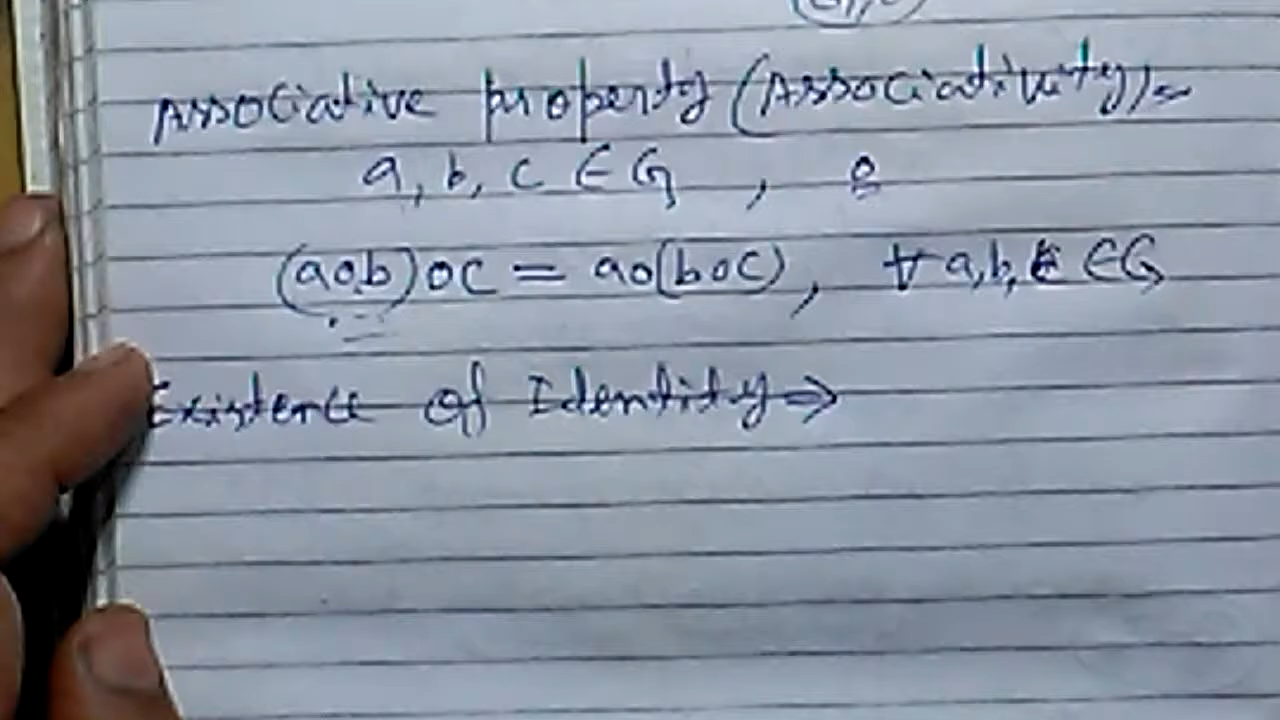 Associative property (Associativity)~
a, b, c ∈ G , o
(aob)oc = ao(boc), ∀ a,b,c ∈ G
Existence of Identity ⇒